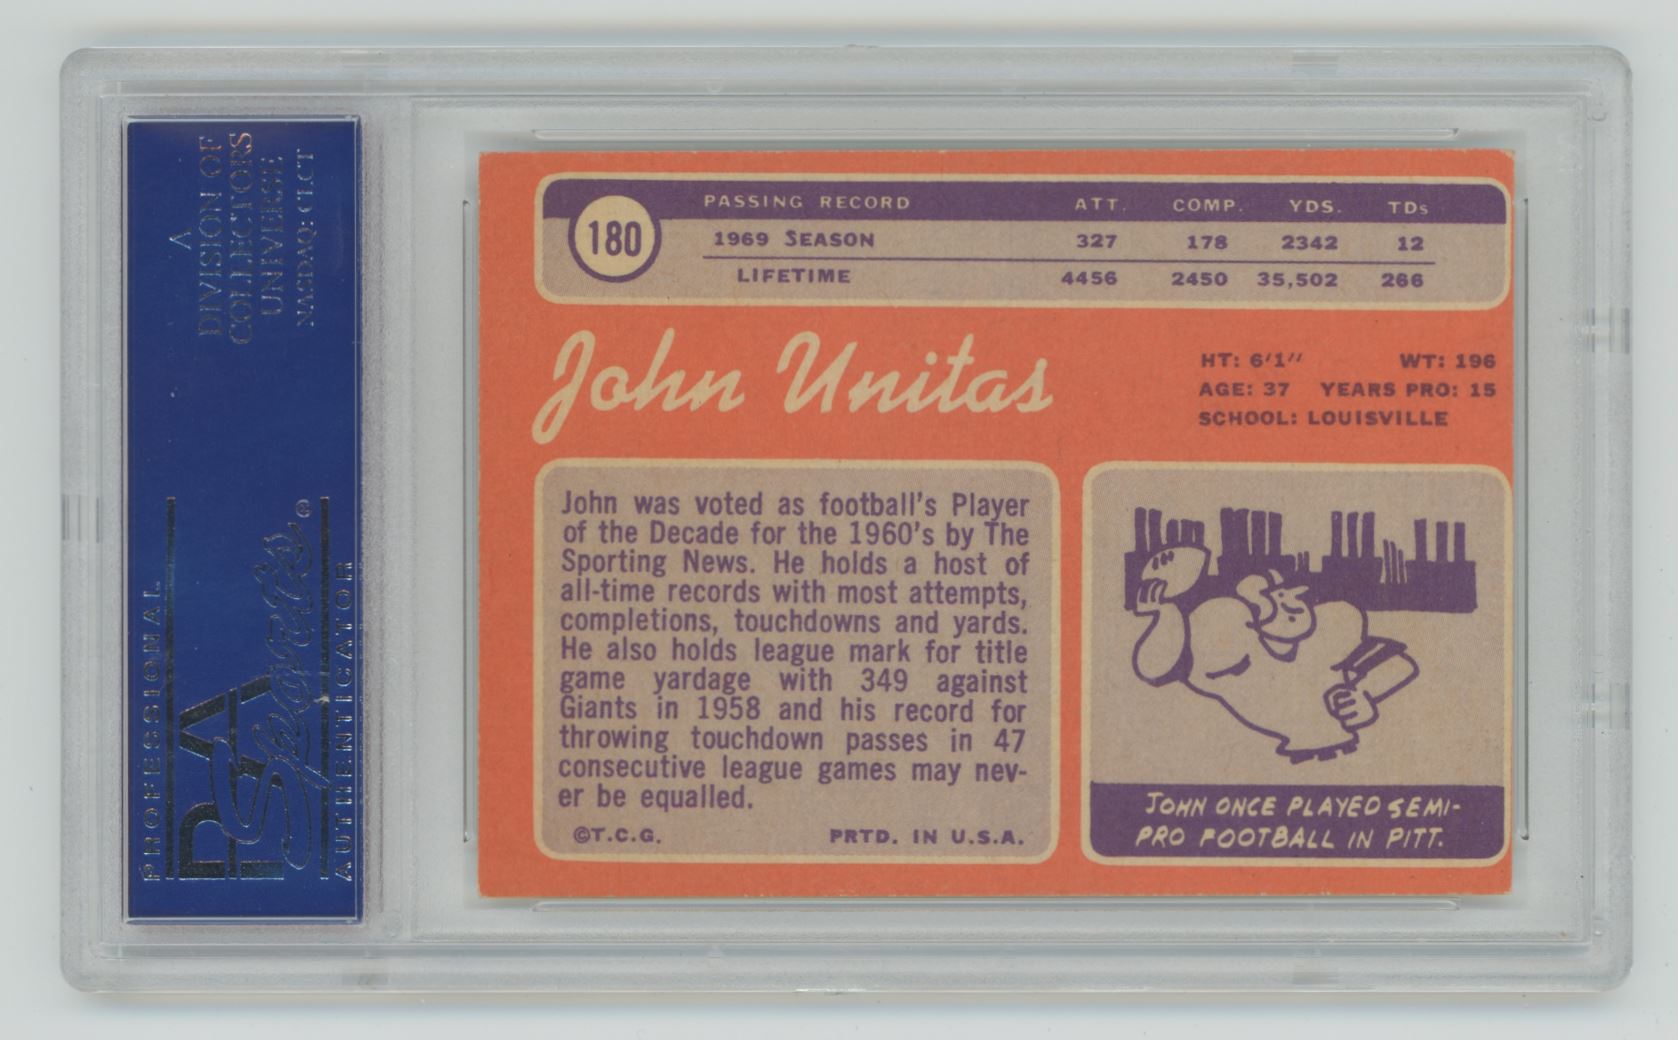 A
DIVISION OF
COLLECTORS
UNIVERSE
NASDAQ: CLCT
PROFESSIONAL
PSA
Sports®
AUTHENTICATOR
180
PASSING RECORD ATT. COMP. YDS. TDs
1969 SEASON 327 178 2342 12
LIFETIME 4456 2450 35,502 266
John Unitas
HT: 6'1" WT: 196
AGE: 37 YEARS PRO: 15
SCHOOL: LOUISVILLE
John was voted as football's Player
of the Decade for the 1960's by The
Sporting News. He holds a host of
all-time records with most attempts,
completions, touchdowns and yards.
He also holds league mark for title
game yardage with 349 against
Giants in 1958 and his record for
throwing touchdown passes in 47
consecutive league games may nev-
er be equalled.
©T.C.G. PRTD. IN U.S.A.
JOHN ONCE PLAYED SEMI-
PRO FOOTBALL IN PITT.